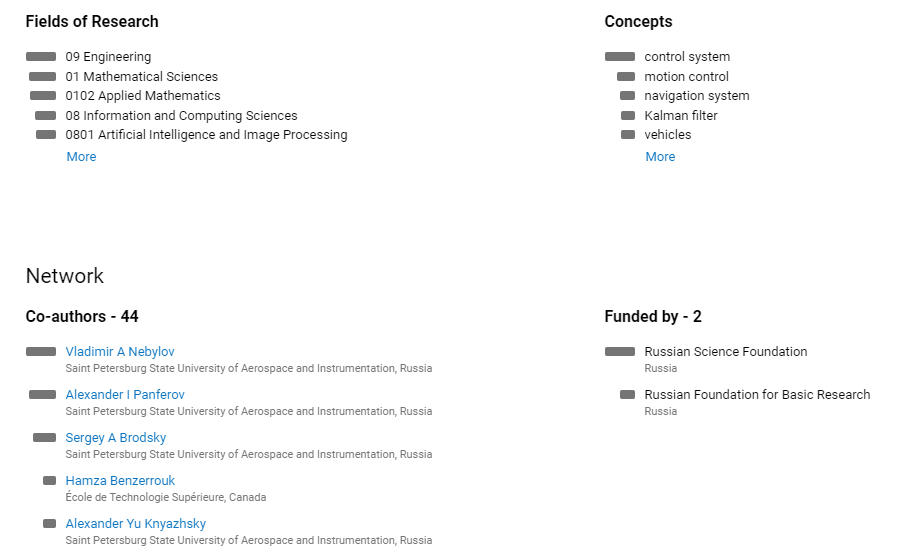 Fields of Research
09 Engineering
01 Mathematical Sciences
0102 Applied Mathematics
08 Information and Computing Sciences
0801 Artificial Intelligence and Image Processing
More
Concepts
control system
motion control
navigation system
Kalman filter
vehicles
More
Network
Co-authors - 44
Vladimir A Nebylov
Saint Petersburg State University of Aerospace and Instrumentation, Russia
Alexander I Panferov
Saint Petersburg State University of Aerospace and Instrumentation, Russia
Sergey A Brodsky
Saint Petersburg State University of Aerospace and Instrumentation, Russia
Hamza Benzerrouk
École de Technologie Supérieure, Canada
Alexander Yu Knyazhsky
Saint Petersburg State University of Aerospace and Instrumentation, Russia
Funded by - 2
Russian Science Foundation
Russia
Russian Foundation for Basic Research
Russia